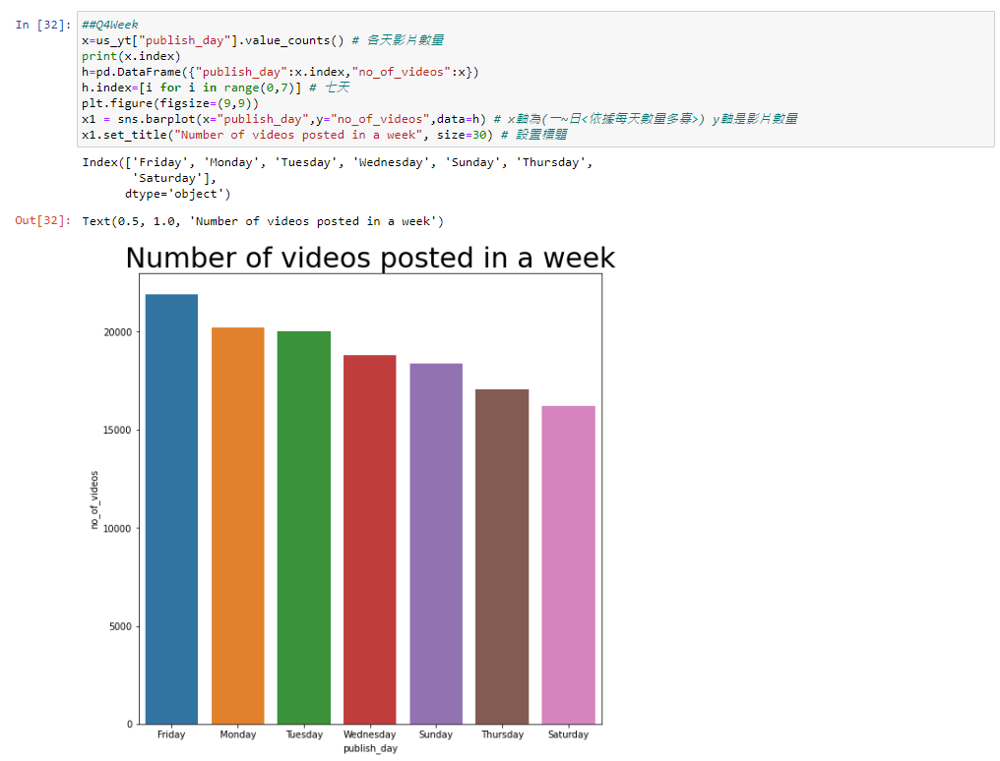 In [32]:
##Q4Week
x=us_yt["publish_day"].value_counts() # 各天影片數量
print(x.index)
h=pd.DataFrame({"publish_day":x.index,"no_of_videos":x})
h.index=[i for i in range(0,7)] # 七天
plt.figure(figsize=(9,9))
x1 = sns.barplot(x="publish_day",y="no_of_videos",data=h) # x軸為(一~日<依據每天數量多寡>) y軸是影片數量
x1.set_title("Number of videos posted in a week", size=30) # 設置標題
Index(['Friday', 'Monday', 'Tuesday', 'Wednesday', 'Sunday', 'Thursday',
'Saturday'],
dtype='object')
Out[32]:
Text(0.5, 1.0, 'Number of videos posted in a week')
Number of videos posted in a week
20000
15000
10000
5000
0
no_of_videos
Friday Monday Tuesday Wednesday Sunday Thursday Saturday
publish_day